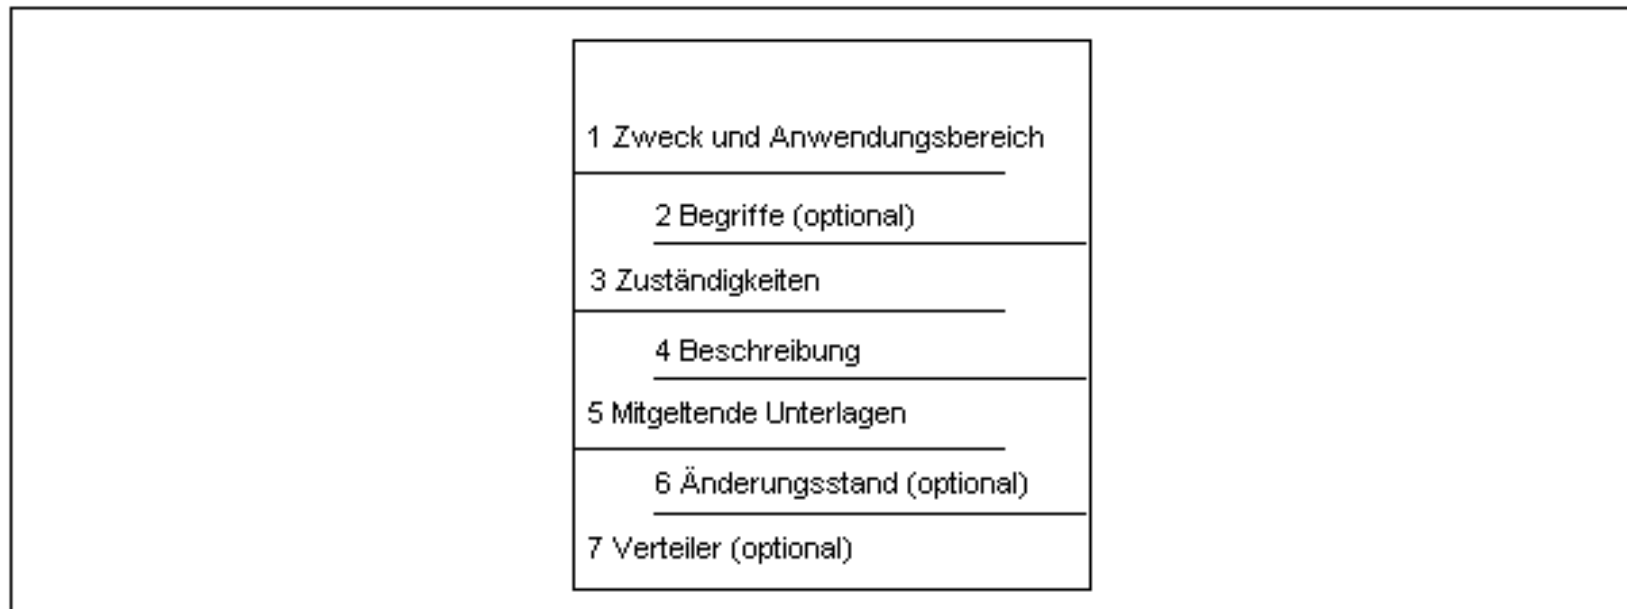 1 Zweck und Anwendungsbereich
2 Begriffe (optional)
3 Zuständigkeiten
4 Beschreibung
5 Mitgeltende Unterlagen
6 Änderungsstand (optional)
7 Verteiler (optional)